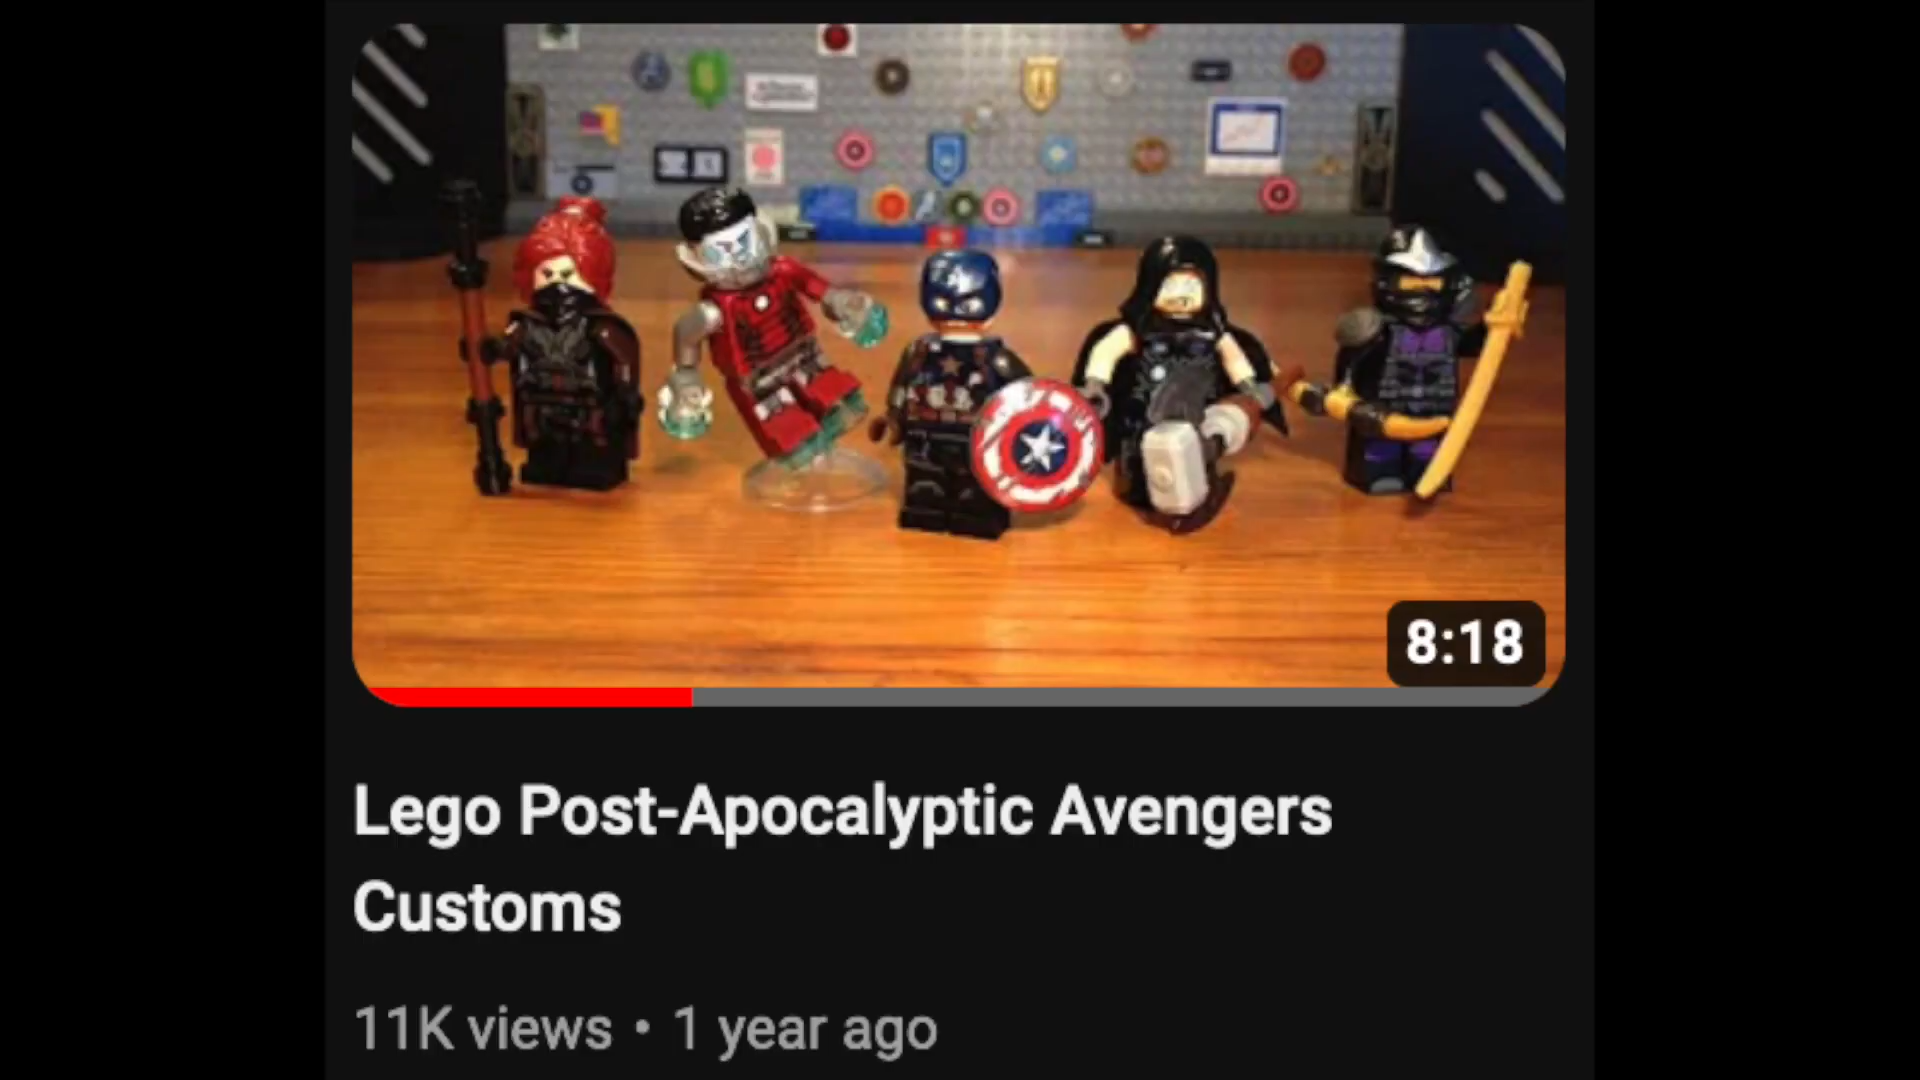 8:18
Lego Post-Apocalyptic Avengers
Customs
11K views • 1 year ago